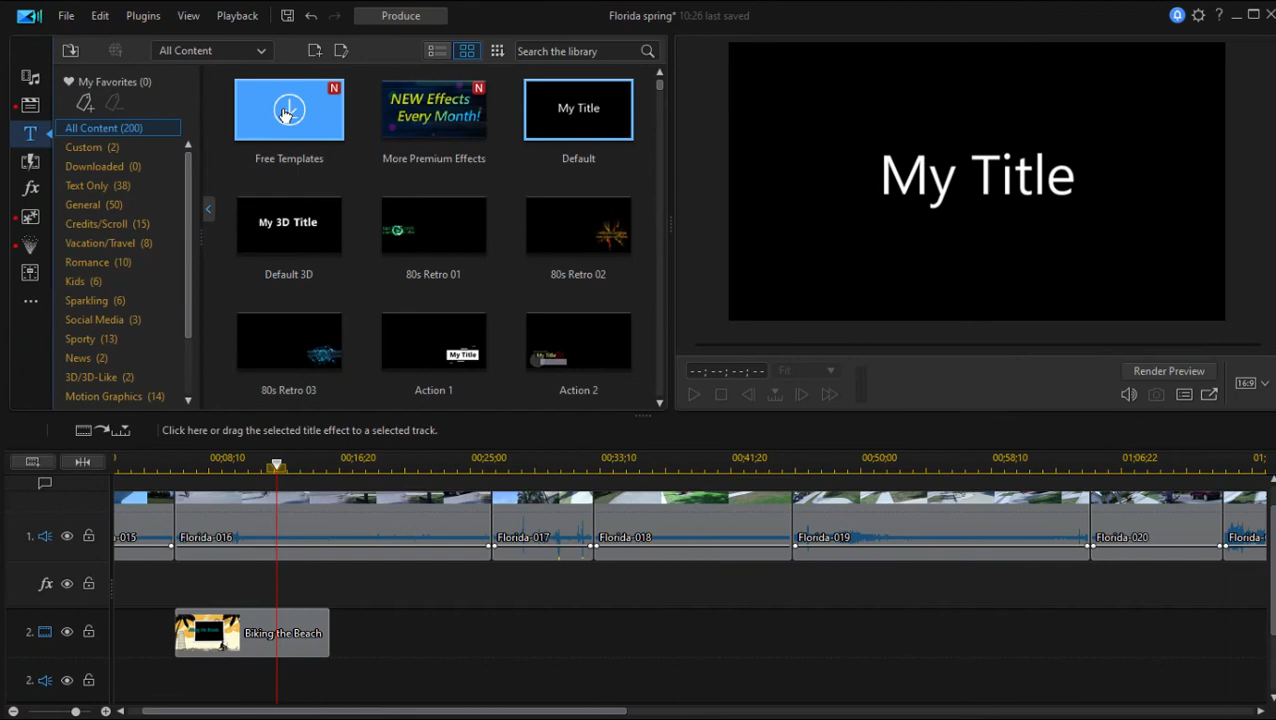 File Edit Plugins View Playback Produce Florida spring* 10:26 last saved
All Content Search the library
My Favorites (0)
All Content (200)
Custom (2)
Downloaded (0)
Text Only (38)
General (50)
Credits/Scroll (15)
Vacation/Travel (8)
Romance (10)
Kids (6)
Sparkling (6)
Social Media (3)
Sporty (13)
News (2)
3D/3D-Like (2)
Motion Graphics (14)
N
Free Templates
N
NEW Effects
Every Month!
More Premium Effects
My Title
Default
My 3D Title
Default 3D
80s Retro 01
80s Retro 02
80s Retro 03
My Title
Action 1
Action 2
My Title
--;--;--;-- Fit Render Preview
16:9
Click here or drag the selected title effect to a selected track.
00;08;10 00;16;20 00;25;00 00;33;10 00;41;20 00;50;00 00;58;10 01;06;22 01;
1. -015 Florida-016 Florida-017 Florida-018 Florida-019 Florida-020 Florida-
fx
2. Biking the Beach
2.